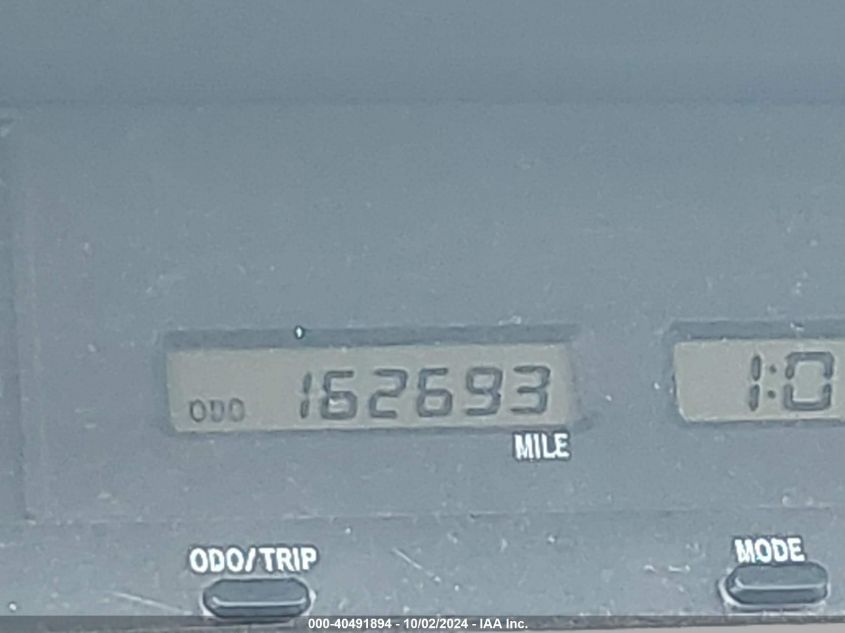 ODO 162693
1:0
MILE
ODO/TRIP
MODE
000-40491894 - 10/02/2024 - IAA Inc.